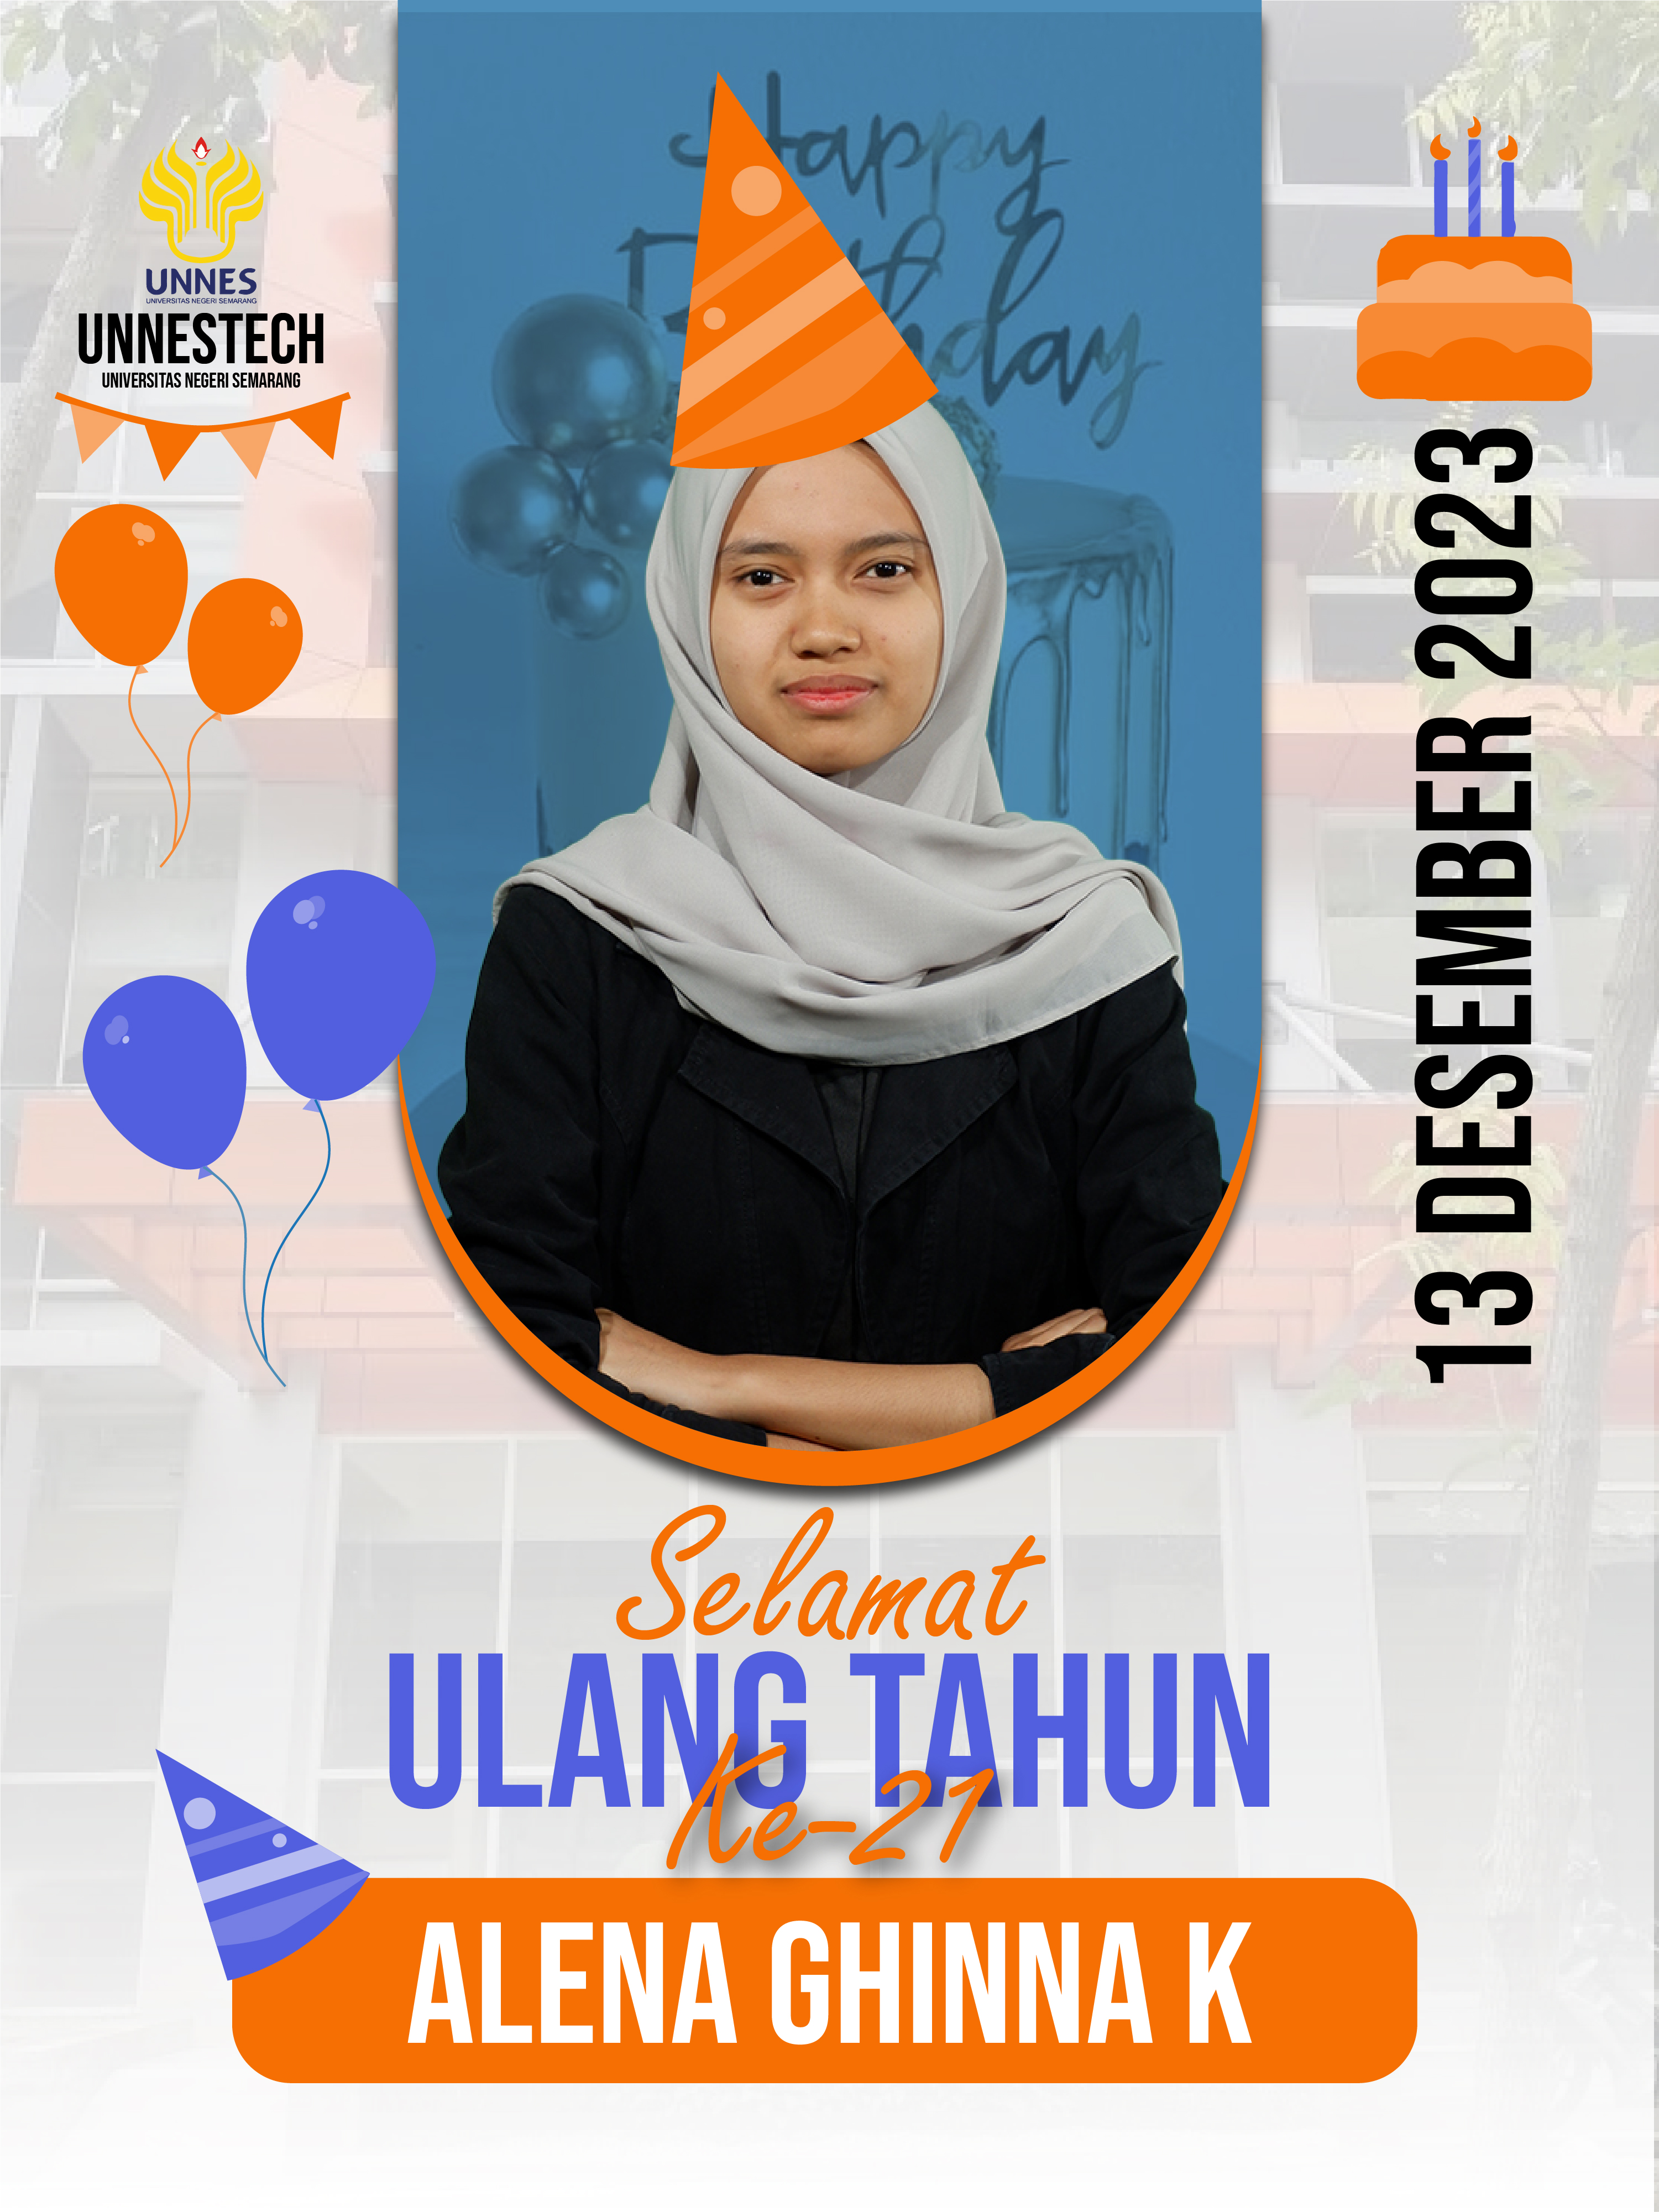 UNNES
UNIVERSITAS NEGERI SEMARANG
UNNESTECH
UNIVERSITAS NEGERI SEMARANG
Happy
Birthday
13 DESEMBER 2023
Selamat
ULANG TAHUN
Ke-21
ALENA GHINNA K